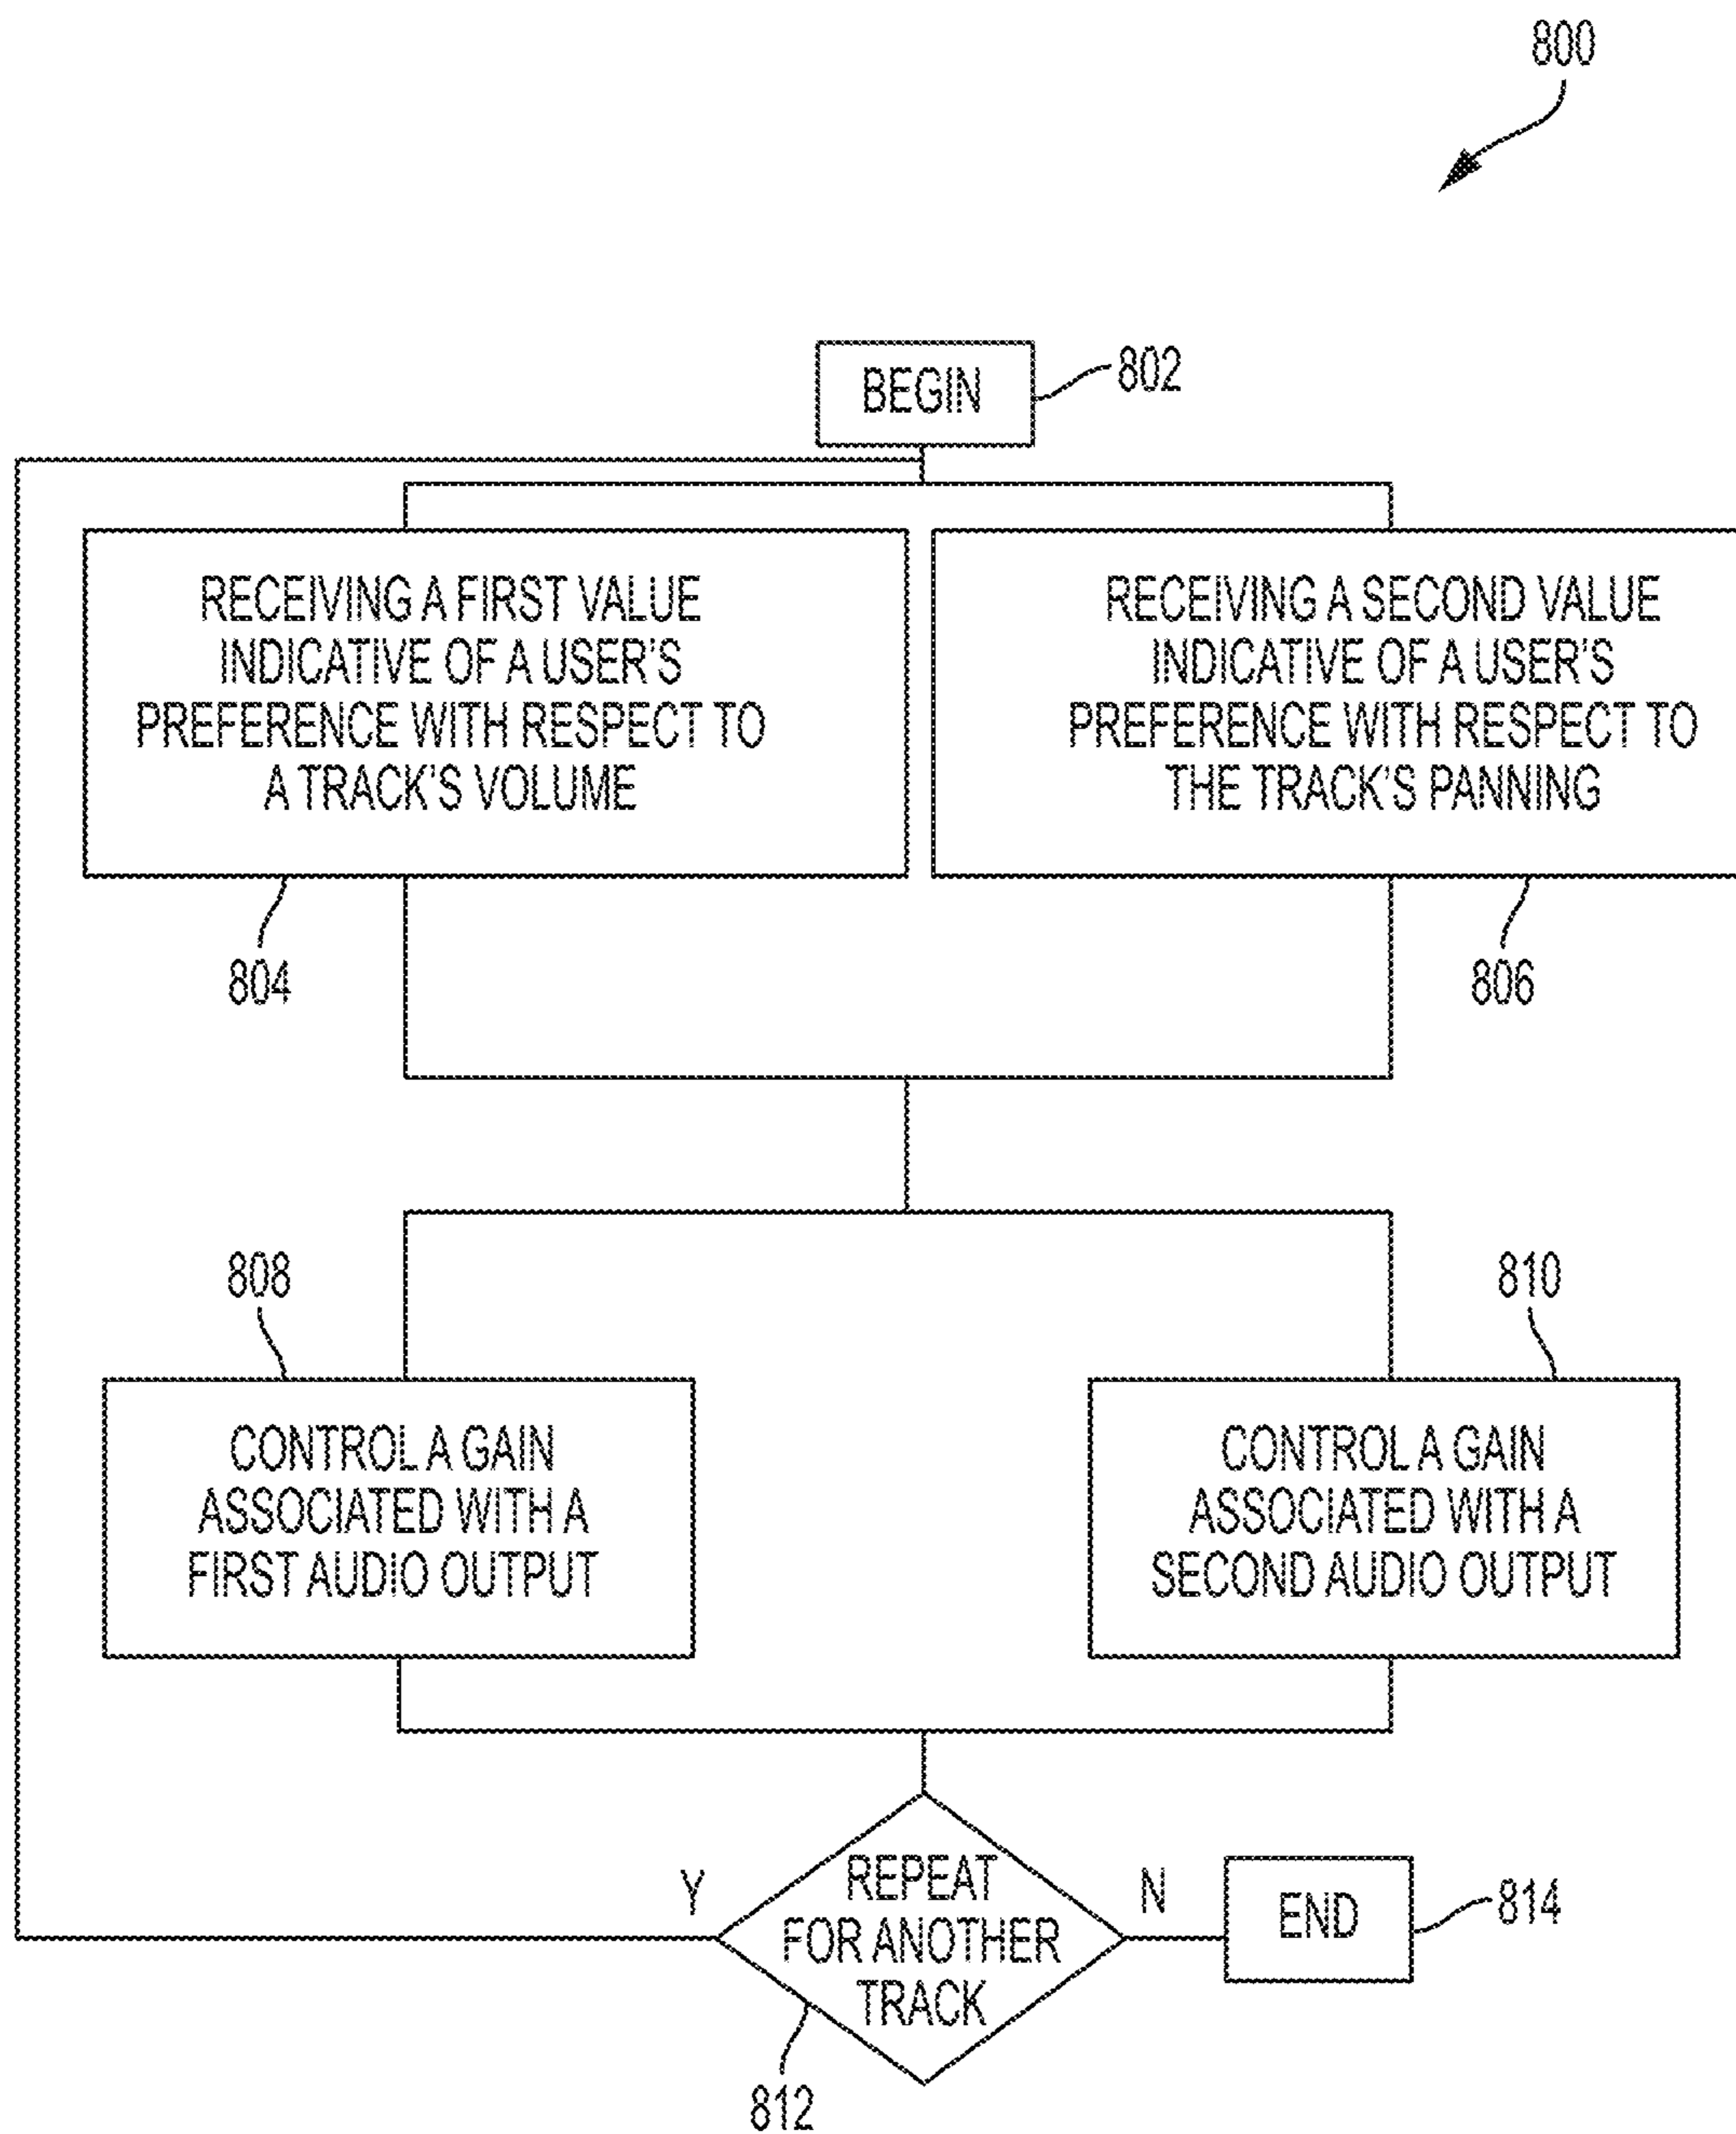 800
BEGIN
802
RECEIVING A FIRST VALUE
INDICATIVE OF A USER'S
PREFERENCE WITH RESPECT TO
A TRACK'S VOLUME
804
RECEIVING A SECOND VALUE
INDICATIVE OF A USER'S
PREFERENCE WITH RESPECT TO
THE TRACK'S PANNING
806
808
CONTROL A GAIN
ASSOCIATED WITH A
FIRST AUDIO OUTPUT
810
CONTROL A GAIN
ASSOCIATED WITH A
SECOND AUDIO OUTPUT
Y
REPEAT
FOR ANOTHER
TRACK
812
N
END
814